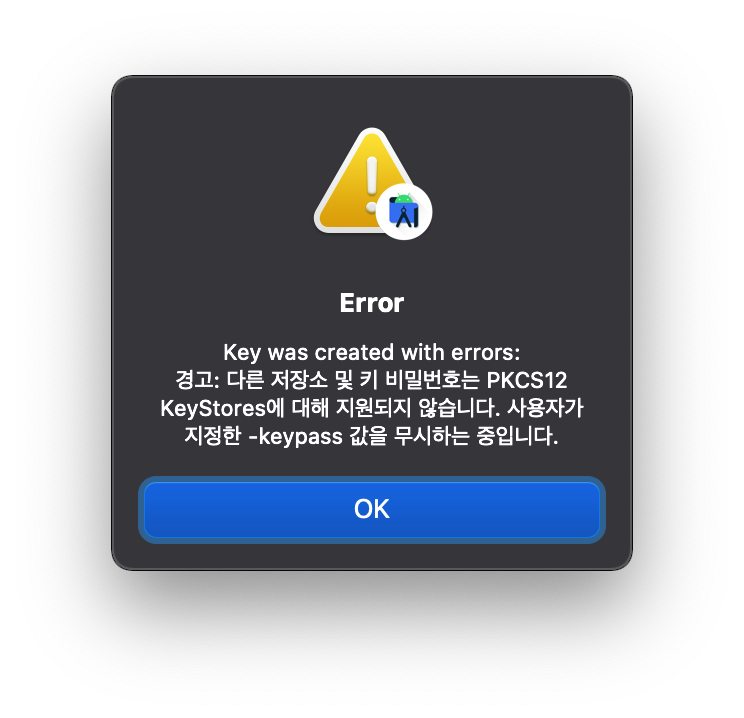 Error
Key was created with errors:
경고: 다른 저장소 및 키 비밀번호는 PKCS12
KeyStores에 대해 지원되지 않습니다. 사용자가
지정한 -keypass 값을 무시하는 중입니다.
OK